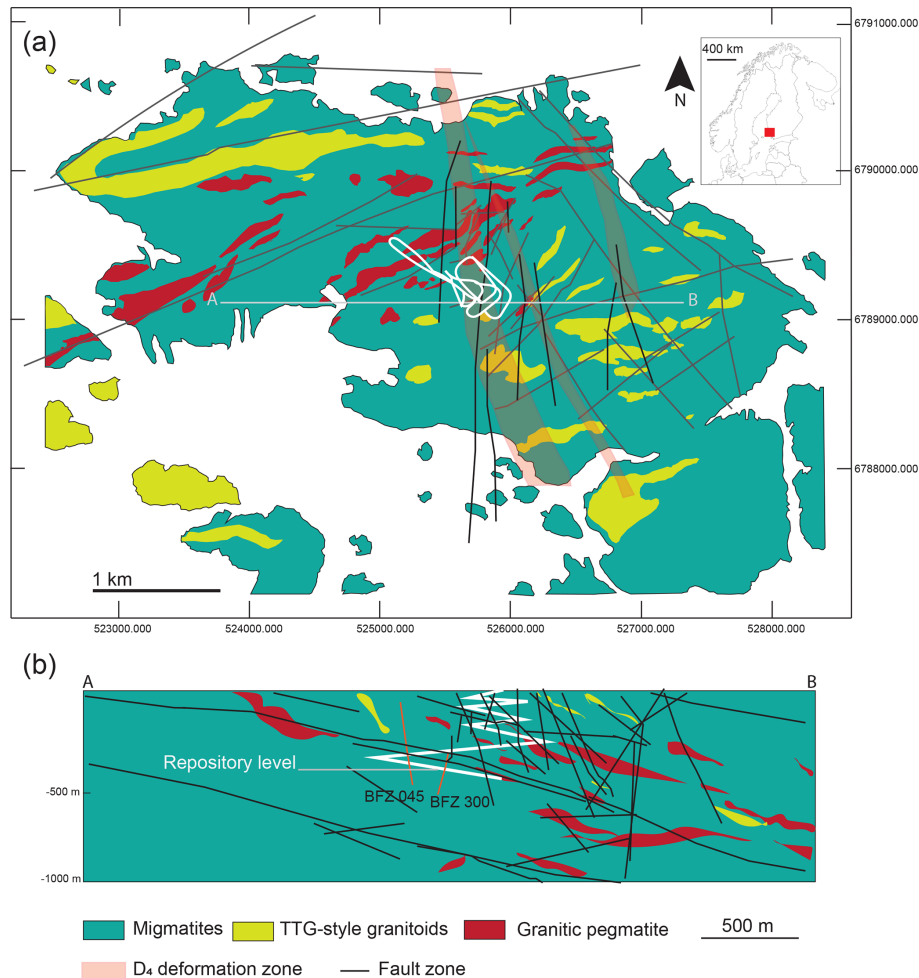 (a)
6791000.000
400 km
N
6790000.000
A
B
6789000.000
6788000.000
1 km
523000.000
524000.000
525000.000
526000.000
527000.000
528000.000
(b)
A
B
Repository level
-500 m
BFZ 045
BFZ 300
-1000 m
Migmatites
TTG-style granitoids
Granitic pegmatite
500 m
D₄ deformation zone
Fault zone